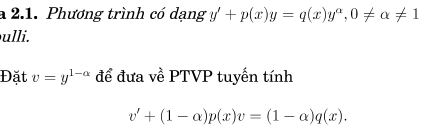 a 2.1. Phương trình có dạng y′ + p(x)y = q(x)y^α, 0 ≠ α ≠ 1
ulli.
Đặt v = y^{1−α} để đưa về PTVP tuyến tính
v′ + (1 − α)p(x)v = (1 − α)q(x).